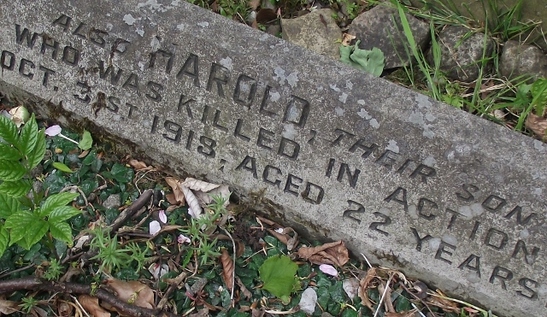 ALSO HAROLD, THEIR SON
WHO WAS KILLED IN ACTION
OCT. 31ST 1918, AGED 22 YEARS.